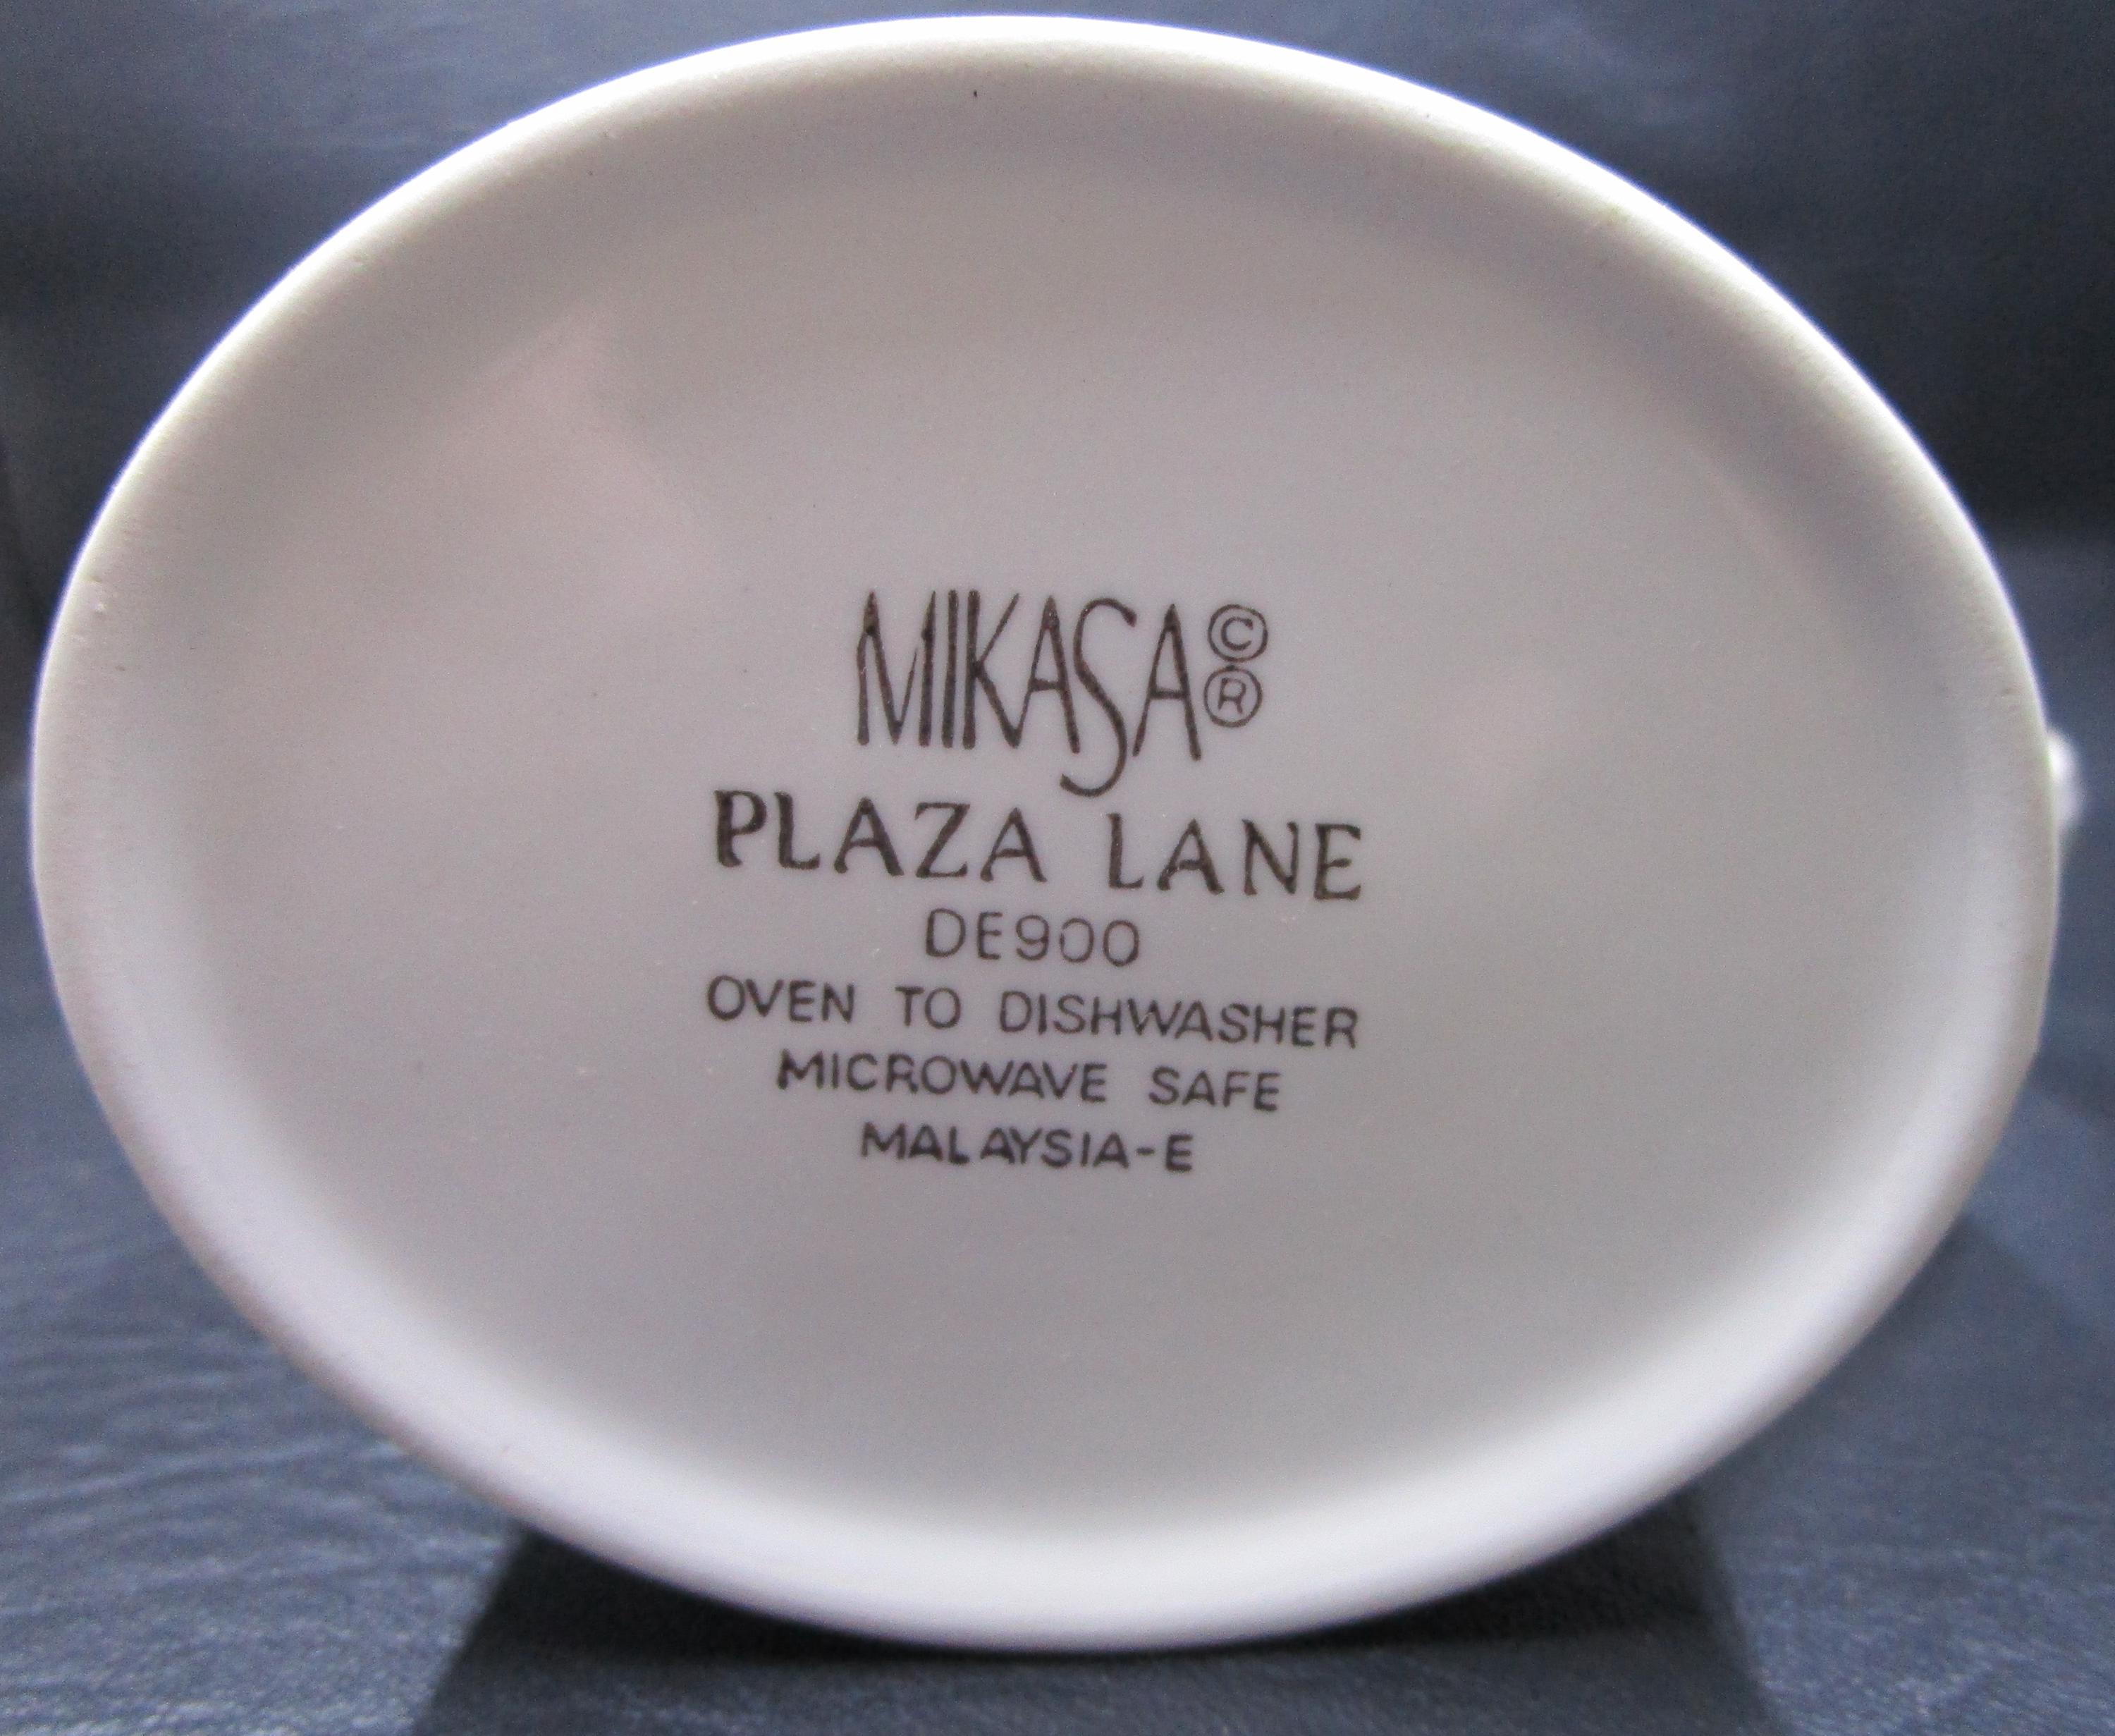 MIKASA©®
PLAZA LANE
DE900
OVEN TO DISHWASHER
MICROWAVE SAFE
MALAYSIA-E